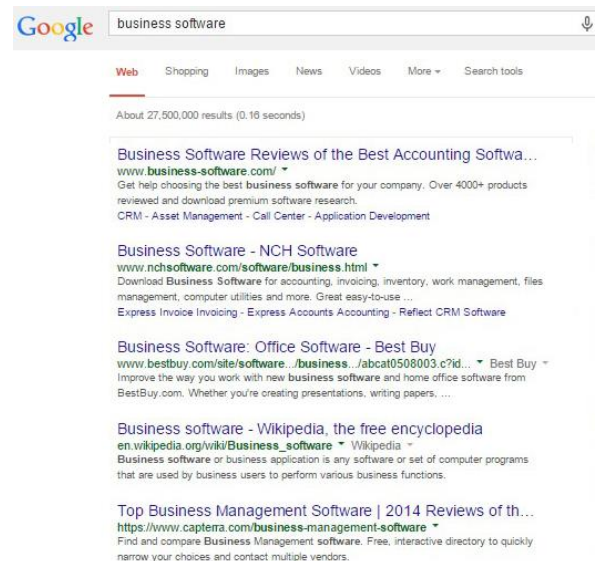 Google business software
Web Shopping Images News Videos More Search tools
About 27,500,000 results (0.16 seconds)
Business Software Reviews of the Best Accounting Softwa...
www.business-software.com/
Get help choosing the best business software for your company. Over 4000+ products
reviewed and download premium software research.
CRM - Asset Management - Call Center - Application Development
Business Software - NCH Software
www.nchsoftware.com/software/business.html
Download Business Software for accounting, invoicing, inventory, work management, files
management, computer utilities and more. Great easy-to-use ...
Express Invoice Invoicing - Express Accounts Accounting - Reflect CRM Software
Business Software: Office Software - Best Buy
www.bestbuy.com/site/software.../business.../abcat0508003.c?id... Best Buy
Improve the way you work with new business software and home office software from
BestBuy.com. Whether you're creating presentations, writing papers, ...
Business software - Wikipedia, the free encyclopedia
en.wikipedia.org/wiki/Business_software Wikipedia
Business software or business application is any software or set of computer programs
that are used by business users to perform various business functions.
Top Business Management Software | 2014 Reviews of th...
https://www.capterra.com/business-management-software
Find and compare Business Management software. Free, interactive directory to quickly
narrow your choices and contact multiple vendors.